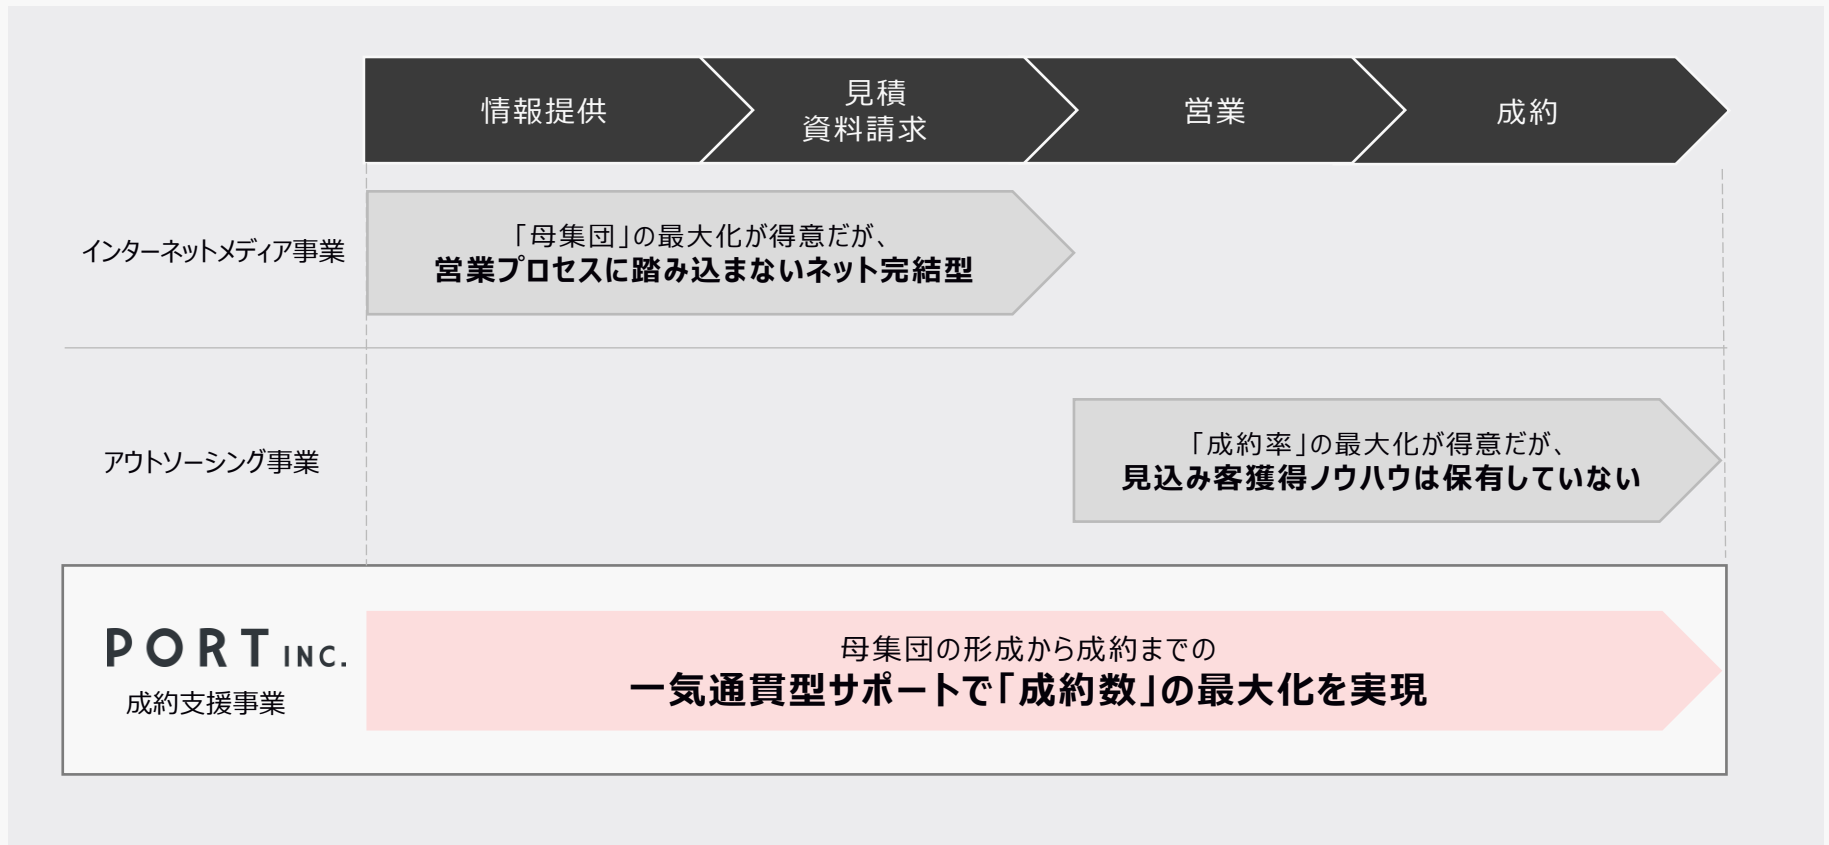 情報提供
見積
資料請求
営業
成約
インターネットメディア事業
「母集団」の最大化が得意だが、
営業プロセスに踏み込まないネット完結型
アウトソーシング事業
「成約率」の最大化が得意だが、
見込み客獲得ノウハウは保有していない
PORT INC.
成約支援事業
母集団の形成から成約までの
一気通貫型サポートで「成約数」の最大化を実現